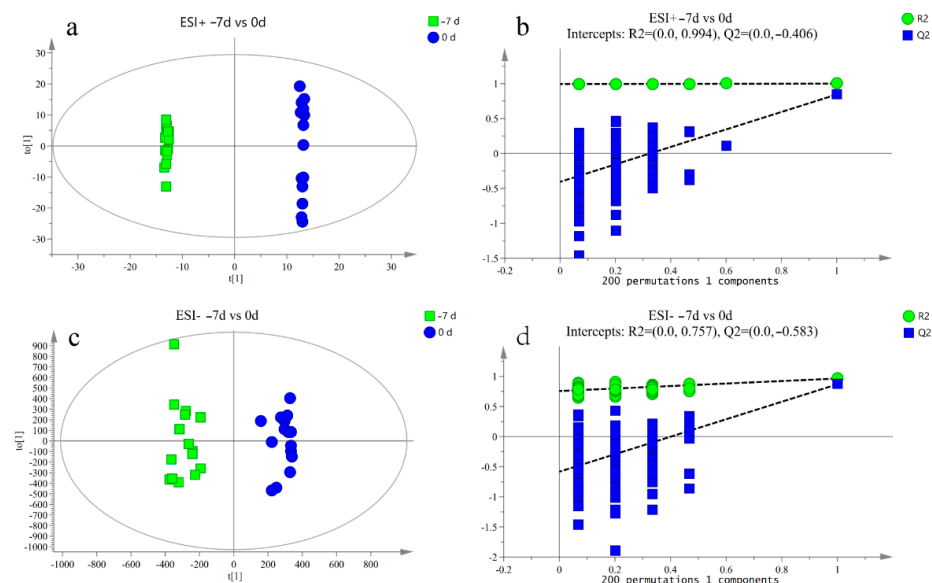 a
ESI+ −7d vs 0d
−7 d
0 d
to[1]
30
20
10
0
-10
-20
-30
-30
-20
-10
0
10
20
30
t[1]
b
ESI+−7d vs 0d
Intercepts: R2=(0.0, 0.994), Q2=(0.0, −0.406)
R2
Q2
1
0.5
0
-0.5
-1
-1.5
-0.2
0
0.2
0.4
0.6
0.8
1
200 permutations 1 components
c
ESI- −7d vs 0d
−7 d
0 d
to[1]
900
800
700
600
500
400
300
200
100
0
-100
-200
-300
-400
-500
-600
-700
-800
-900
-1000
-1000
-800
-600
-400
-200
0
200
400
600
800
t[1]
d
ESI- −7d vs 0d
Intercepts: R2=(0.0, 0.757), Q2=(0.0, −0.583)
R2
Q2
1
0.5
0
-0.5
-1
-1.5
-2
-0.2
0
0.2
0.4
0.6
0.8
1
200 permutations 1 components